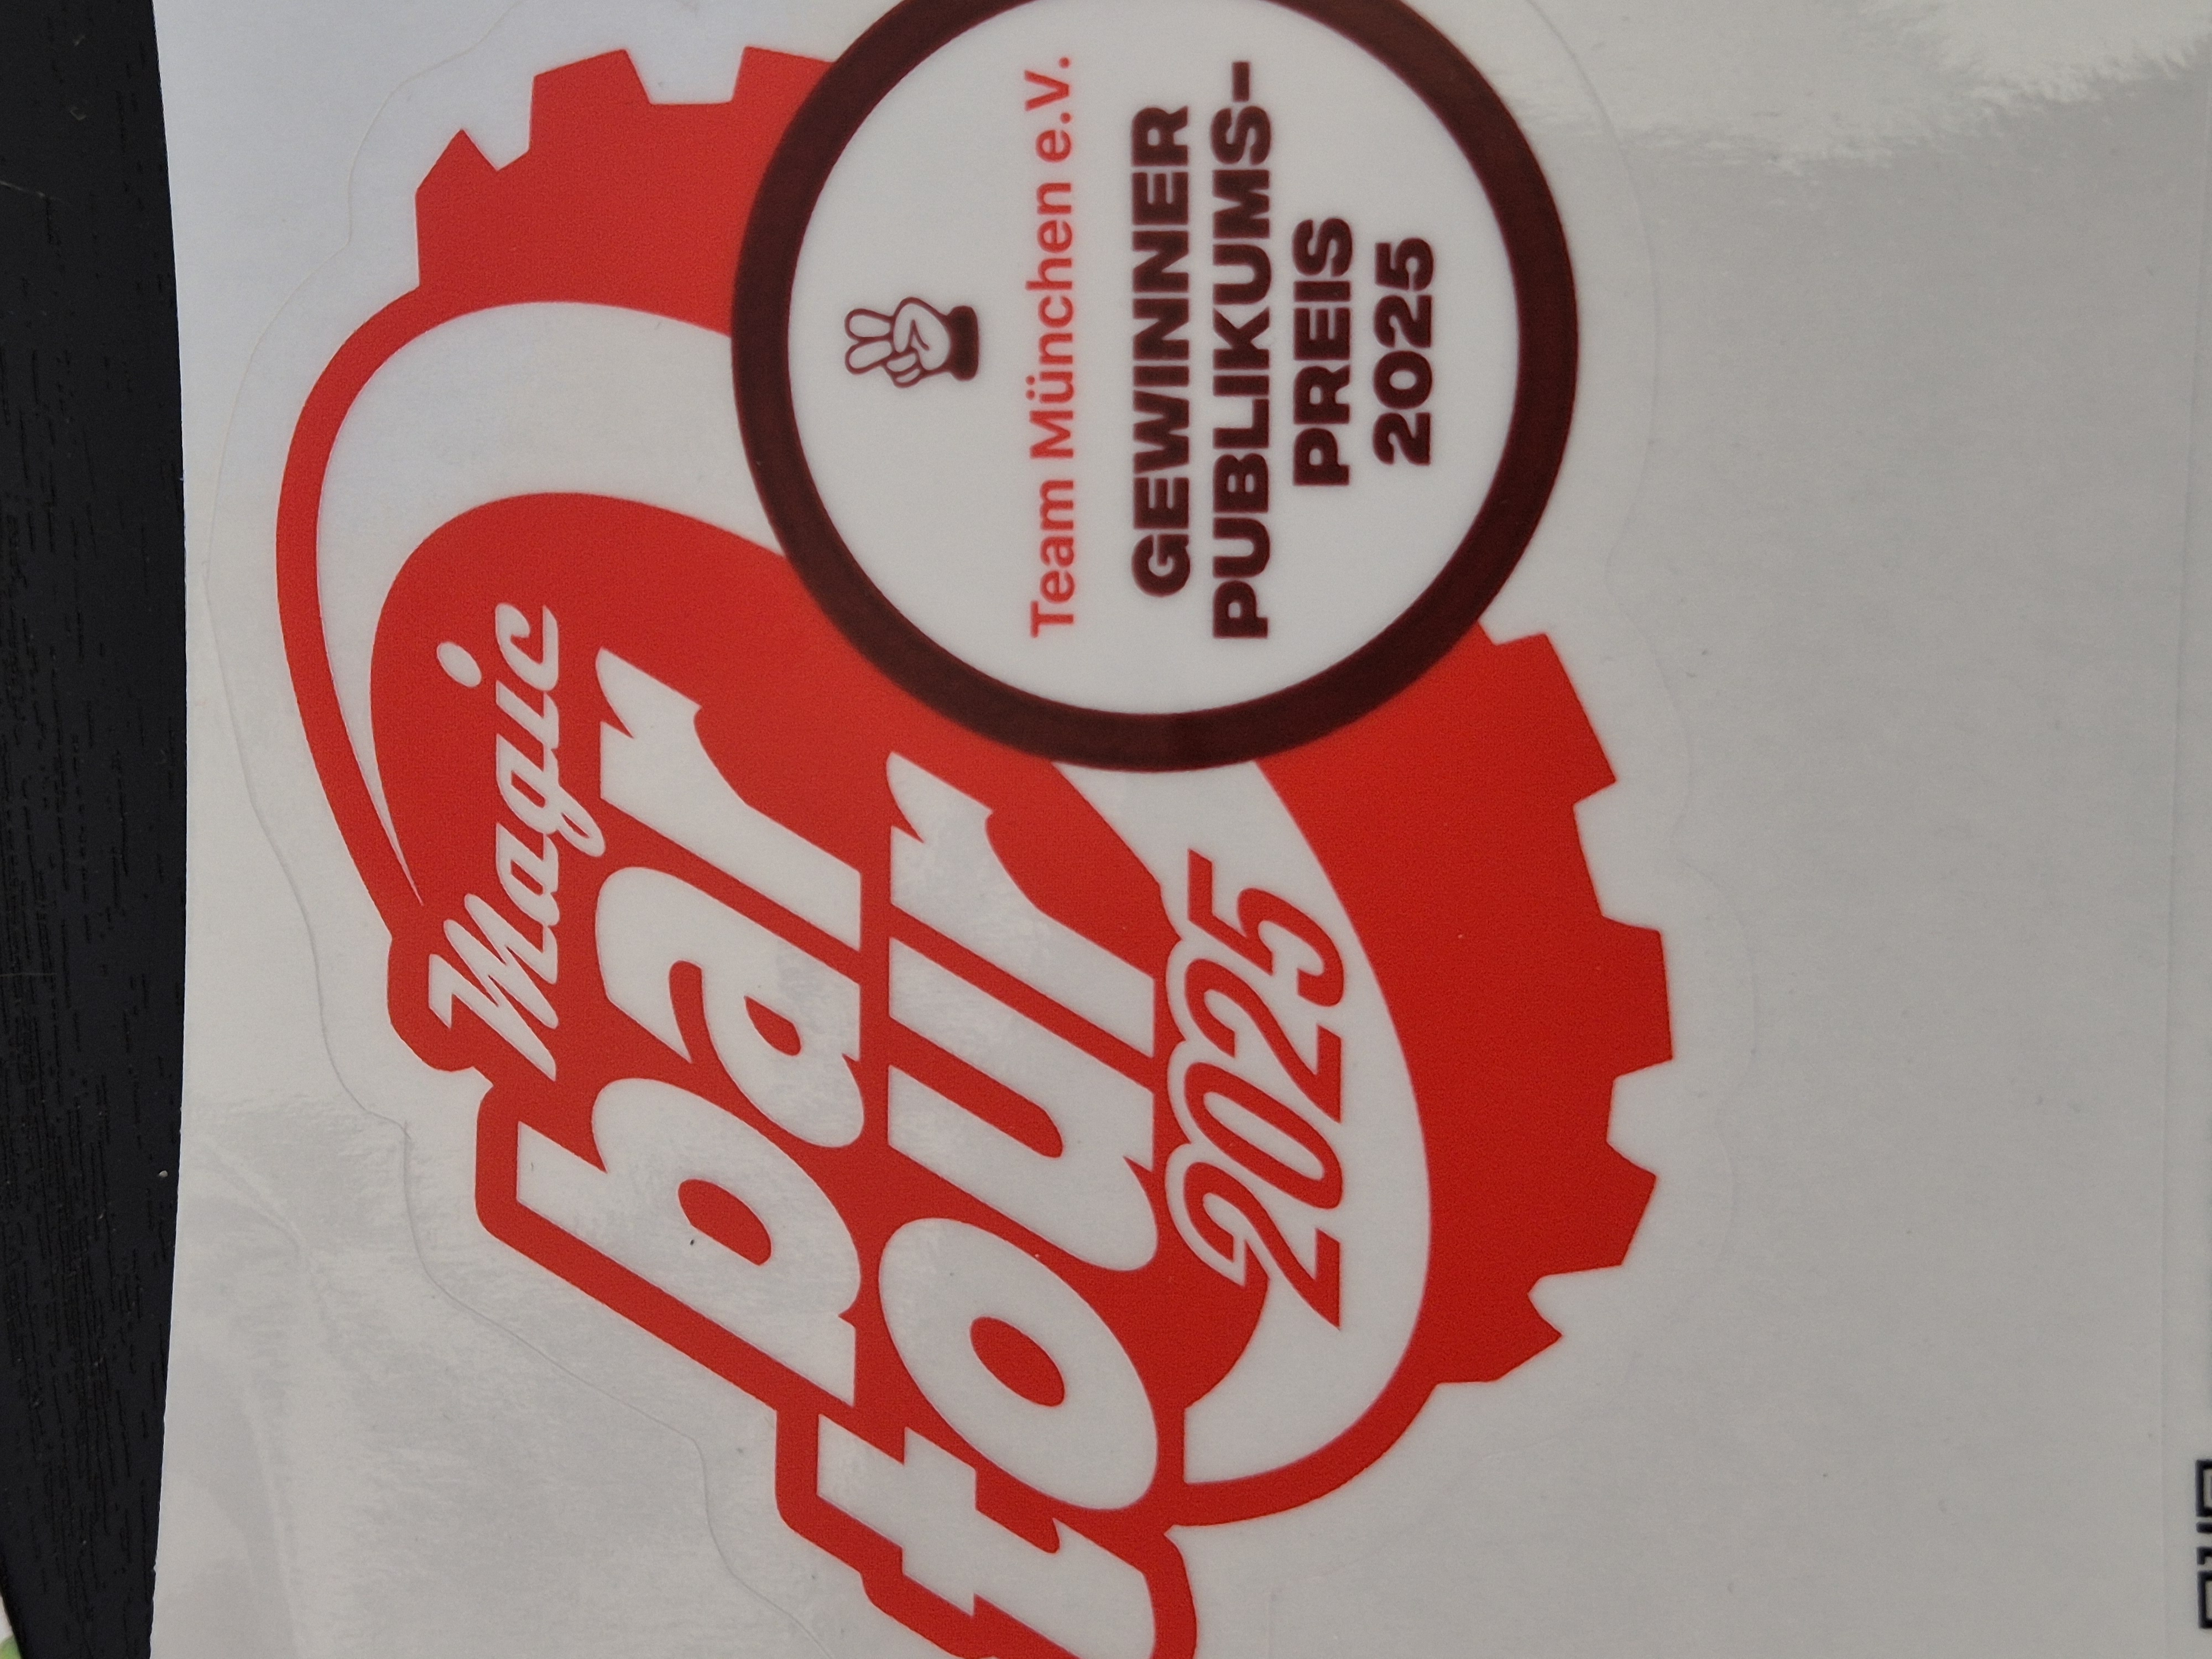 Magic
bar
tour
2025
Team München e.V.
GEWINNER
PUBLIKUMS-
PREIS
2025